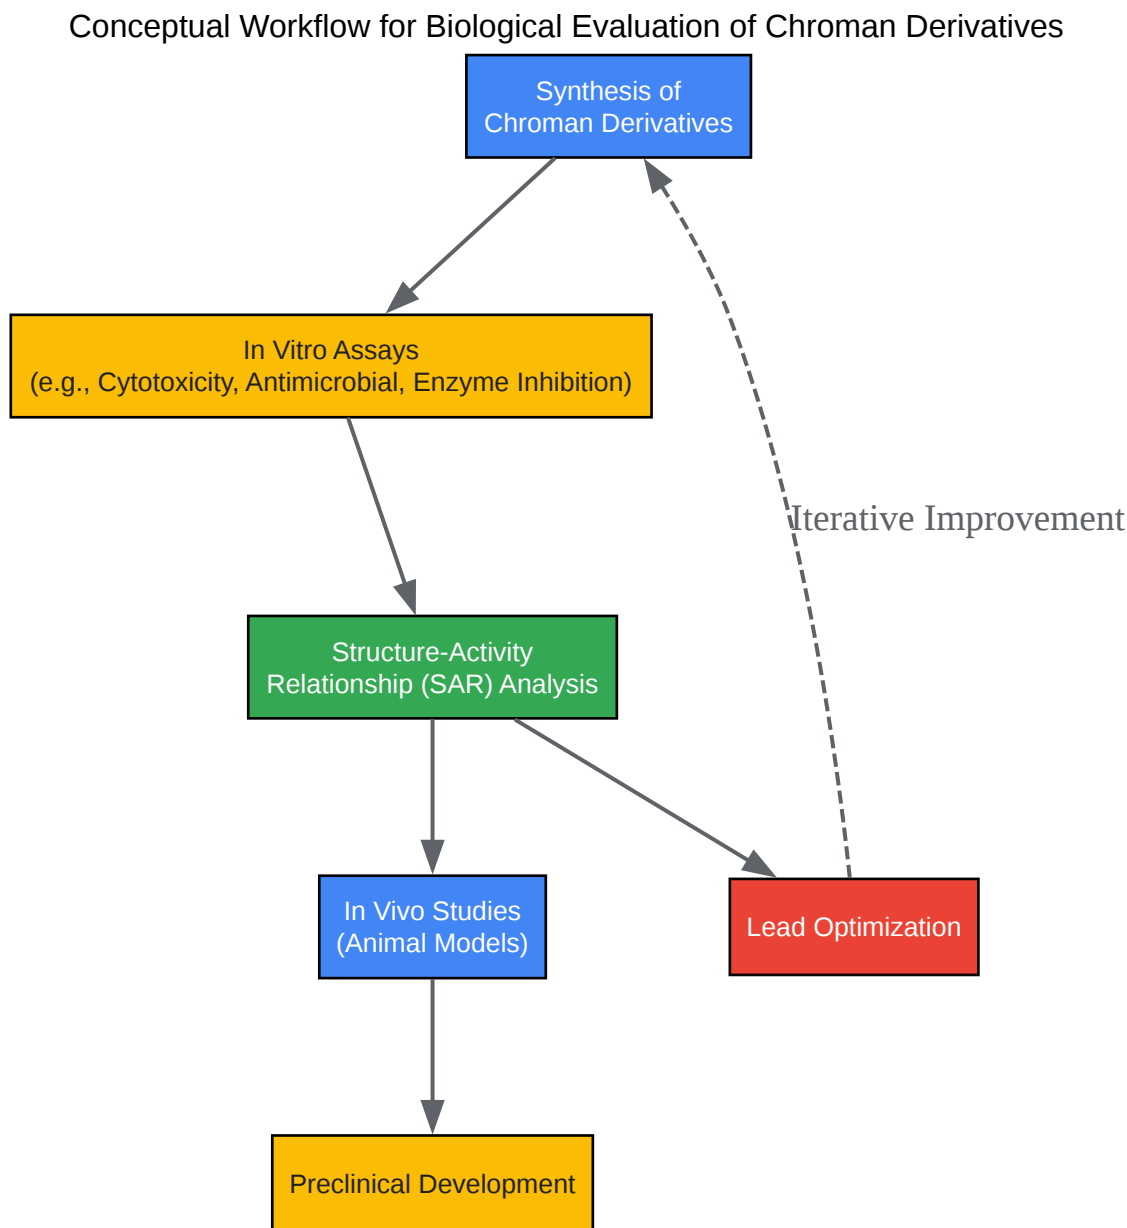 Conceptual Workflow for Biological Evaluation of Chroman Derivatives
Synthesis of
Chroman Derivatives
In Vitro Assays
(e.g., Cytotoxicity, Antimicrobial, Enzyme Inhibition)
Iterative Improvement
Structure-Activity
Relationship (SAR) Analysis
In Vivo Studies
(Animal Models)
Lead Optimization
Preclinical Development